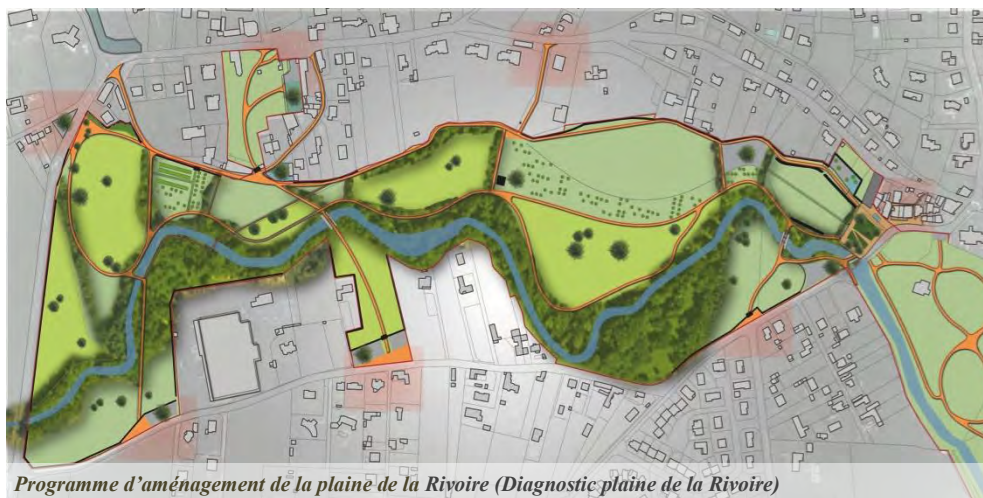 Programme d'aménagement de la plaine de la Rivoire (Diagnostic plaine de la Rivoire)